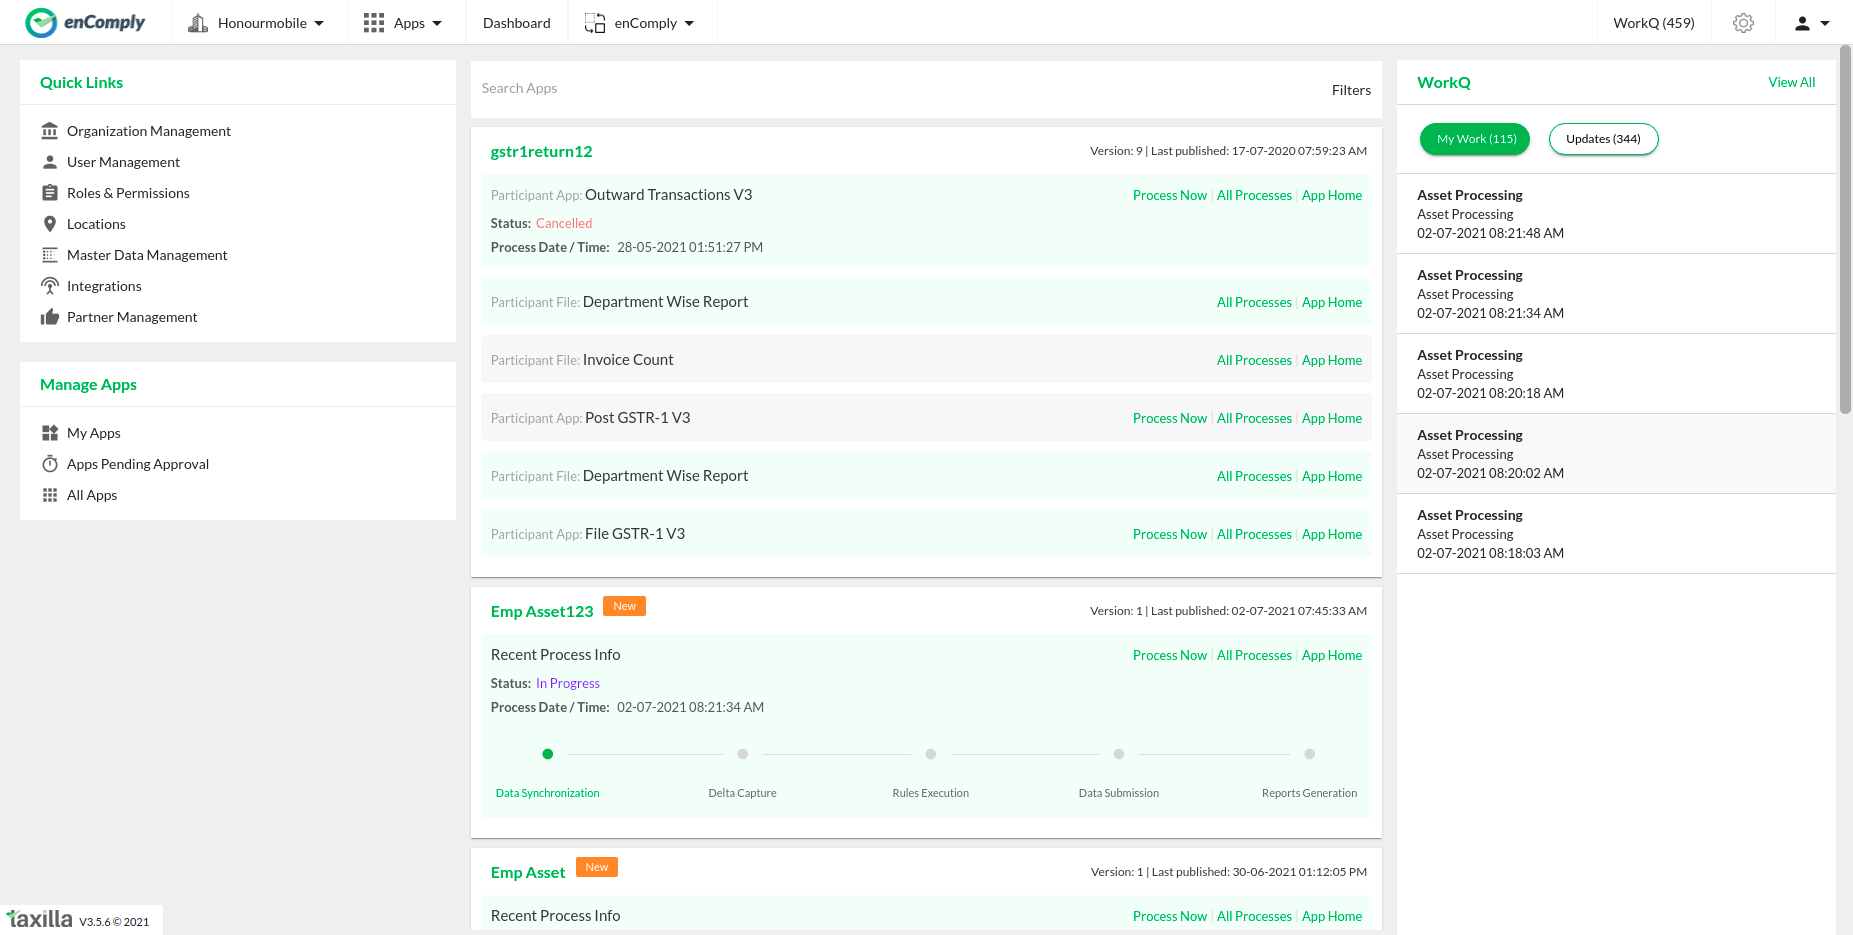 enComply
Honourmobile
Apps
Dashboard
enComply
WorkQ (459)
Quick Links
Organization Management
User Management
Roles & Permissions
Locations
Master Data Management
Integrations
Partner Management
Manage Apps
My Apps
Apps Pending Approval
All Apps
Search Apps
Filters
gstr1return12
Version: 9 | Last published: 17-07-2020 07:59:23 AM
Participant App: Outward Transactions V3
Process Now | All Processes | App Home
Status: Cancelled
Process Date / Time: 28-05-2021 01:51:27 PM
Participant File: Department Wise Report
All Processes | App Home
Participant File: Invoice Count
All Processes | App Home
Participant App: Post GSTR-1 V3
Process Now | All Processes | App Home
Participant File: Department Wise Report
All Processes | App Home
Participant App: File GSTR-1 V3
Process Now | All Processes | App Home
Emp Asset123
New
Version: 1 | Last published: 02-07-2021 07:45:33 AM
Recent Process Info
Process Now | All Processes | App Home
Status: In Progress
Process Date / Time: 02-07-2021 08:21:34 AM
Data Synchronization
Delta Capture
Rules Execution
Data Submission
Reports Generation
Emp Asset
New
Version: 1 | Last published: 30-06-2021 01:12:05 PM
Recent Process Info
Process Now | All Processes | App Home
WorkQ
View All
My Work (115)
Updates (344)
Asset Processing
Asset Processing
02-07-2021 08:21:48 AM
Asset Processing
Asset Processing
02-07-2021 08:21:34 AM
Asset Processing
Asset Processing
02-07-2021 08:20:18 AM
Asset Processing
Asset Processing
02-07-2021 08:20:02 AM
Asset Processing
Asset Processing
02-07-2021 08:18:03 AM
taxilla V3.5.6 © 2021